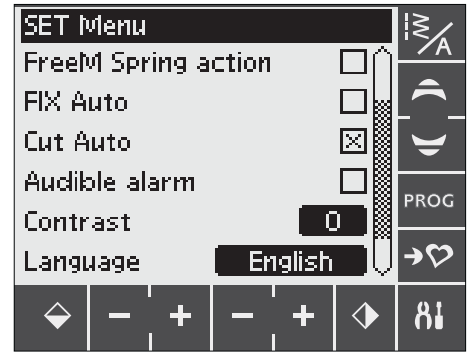 SET Menu
A
FreeM Spring action
FIX Auto
Cut Auto
Audible alarm
PROG
Contrast 0
Language English
− + − +